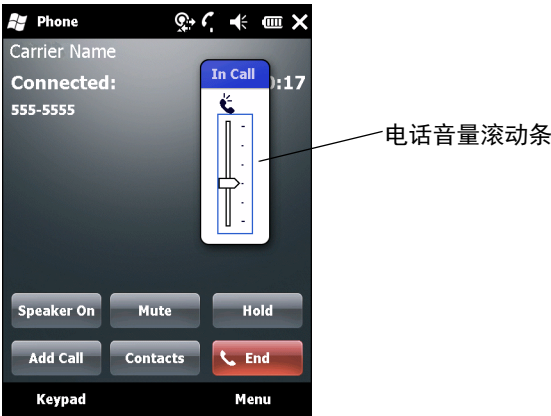 Phone
Carrier Name
In Call
Connected:
:17
555-5555
电话音量滚动条
Speaker On
Mute
Hold
Add Call
Contacts
End
Keypad
Menu